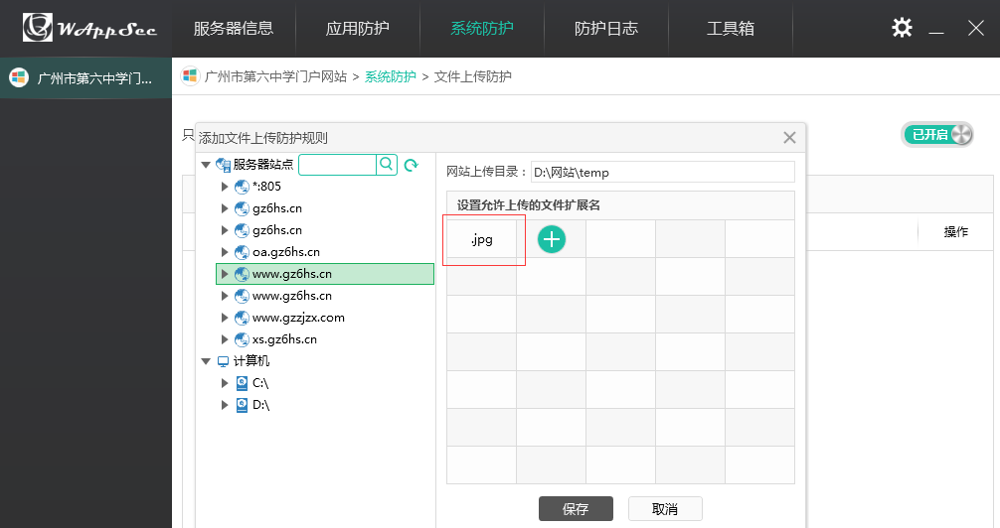 WAppSec
服务器信息
应用防护
系统防护
防护日志
工具箱
广州市第六中学门...
广州市第六中学门户网站 > 系统防护 > 文件上传防护
只
已开启
添加文件上传防护规则
服务器站点
*:805
gz6hs.cn
gz6hs.cn
oa.gz6hs.cn
www.gz6hs.cn
www.gz6hs.cn
www.gzzjzx.com
xs.gz6hs.cn
计算机
C:\
D:\
网站上传目录：D:\网站\temp
设置允许上传的文件扩展名
.jpg
操作
保存
取消